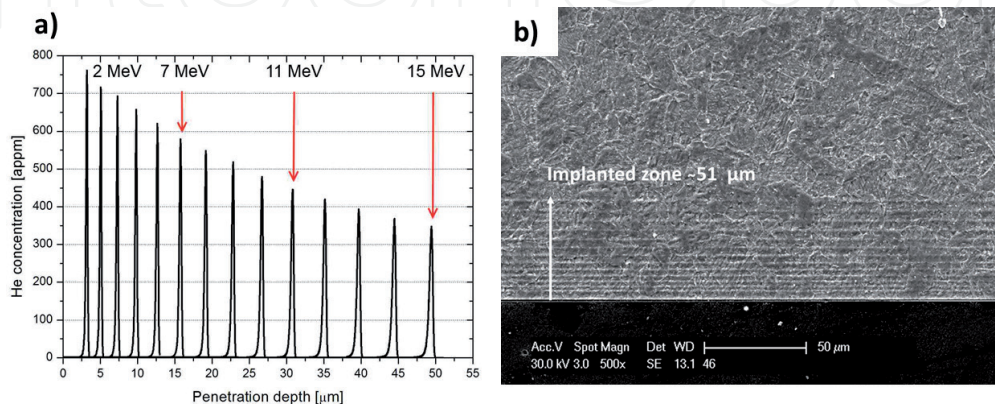 a)
800
700
600
500
400
300
200
100
0
He concentration [appm]
2 MeV 7 MeV 11 MeV 15 MeV
0 5 10 15 20 25 30 35 40 45 50 55
Penetration depth [μm]
b)
Implanted zone ~51 μm
Acc.V Spot Magn Det WD 50 μm
30.0 kV 3.0 500x SE 13.1 46